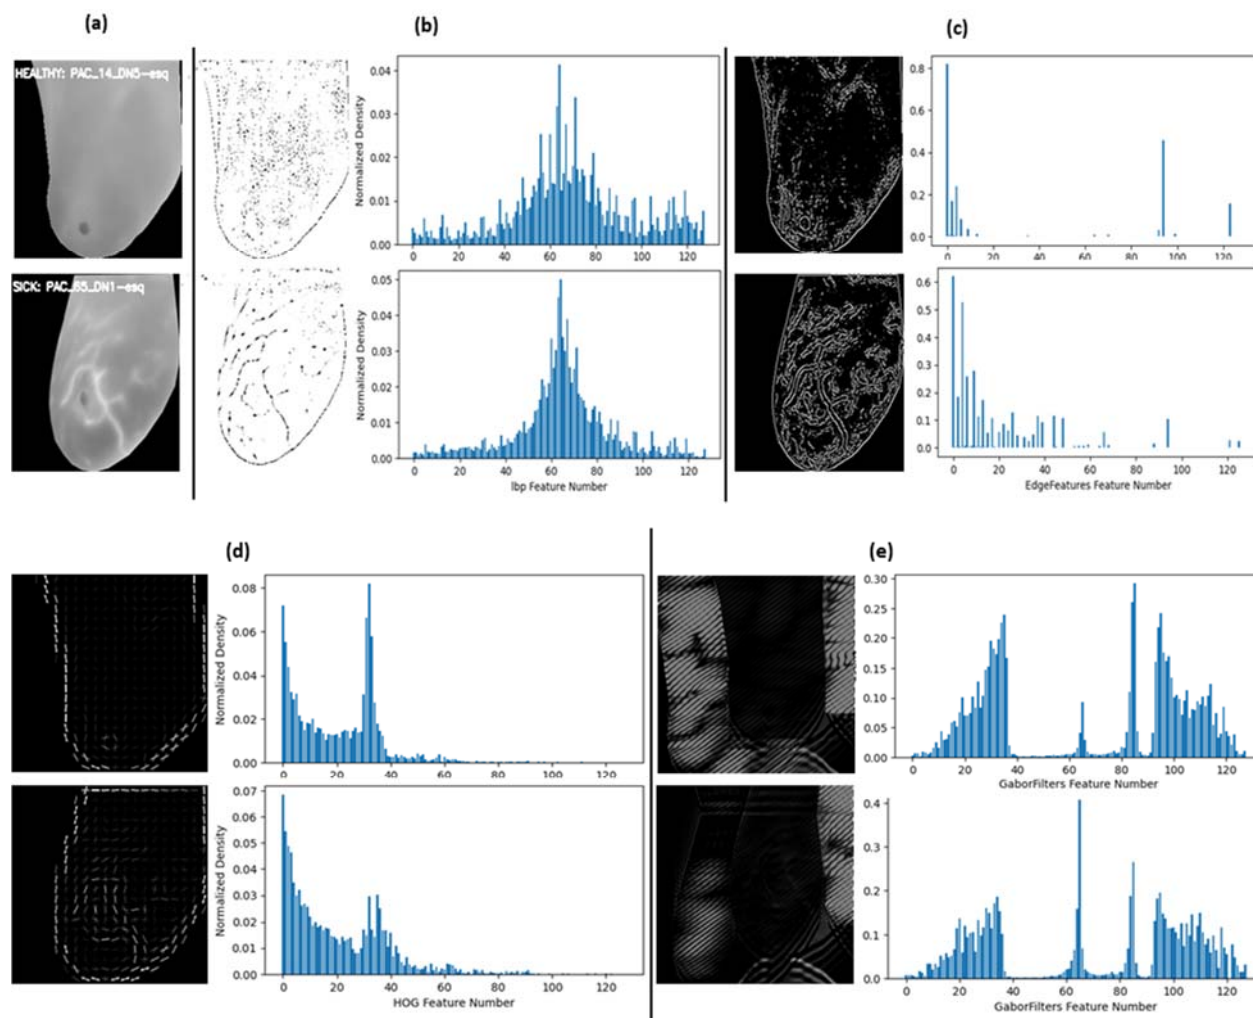 (a)
(b)
(c)
HEALTHY: PAC_14_DN5-esq
Normalized Density
0.04
0.03
0.02
0.01
0.00
0 20 40 60 80 100 120
0.8
0.6
0.4
0.2
0.0
0 20 40 60 80 100 120
SICK: PAC_65_DN1-esq
Normalized Density
0.05
0.04
0.03
0.02
0.01
0.00
0 20 40 60 80 100 120
lbp Feature Number
0.6
0.5
0.4
0.3
0.2
0.1
0.0
0 20 40 60 80 100 120
EdgeFeatures Feature Number
(d)
(e)
Normalized Density
0.08
0.06
0.04
0.02
0.00
0 20 40 60 80 100 120
0.30
0.25
0.20
0.15
0.10
0.05
0.00
0 20 40 60 80 100 120
GaborFilters Feature Number
Normalized Density
0.07
0.06
0.05
0.04
0.03
0.02
0.01
0.00
0 20 40 60 80 100 120
HOG Feature Number
0.4
0.3
0.2
0.1
0.0
0 20 40 60 80 100 120
GaborFilters Feature Number